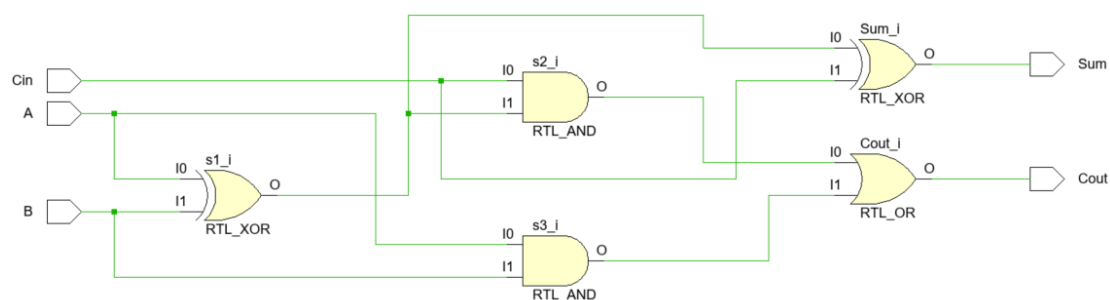 Sum_i
I0
O
Sum
I1
RTL_XOR
s2_i
Cin
I0
O
I1
RTL_AND
A
Cout_i
I0
O
Cout
I1
RTL_OR
s1_i
I0
O
I1
RTL_XOR
B
s3_i
I0
O
I1
RTL_AND